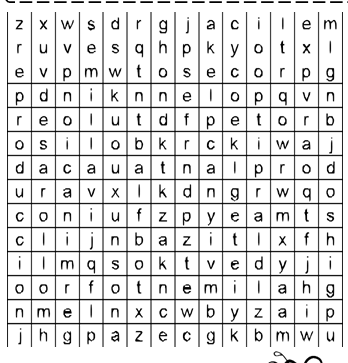 z x w s d r g j a c i l e m
r u v e s q h p k y o t x l
e v p m w t o s e c o r p g
p d n i k n n e l o p q v n
r e o l u t d f p e t o r b
o s i l o b k r c k i w a j
d a c a u a t n a l p r o d
u r a v x l k d n g r w q o
c o n i u f z p y e a m t s
c l i j n b a z i t l x f h
i l m q s o k t v e d y j i
o o r f o t n e m i l a h g
n m e l n x c w b y z a i p
j h g p a z e c g k b m w u